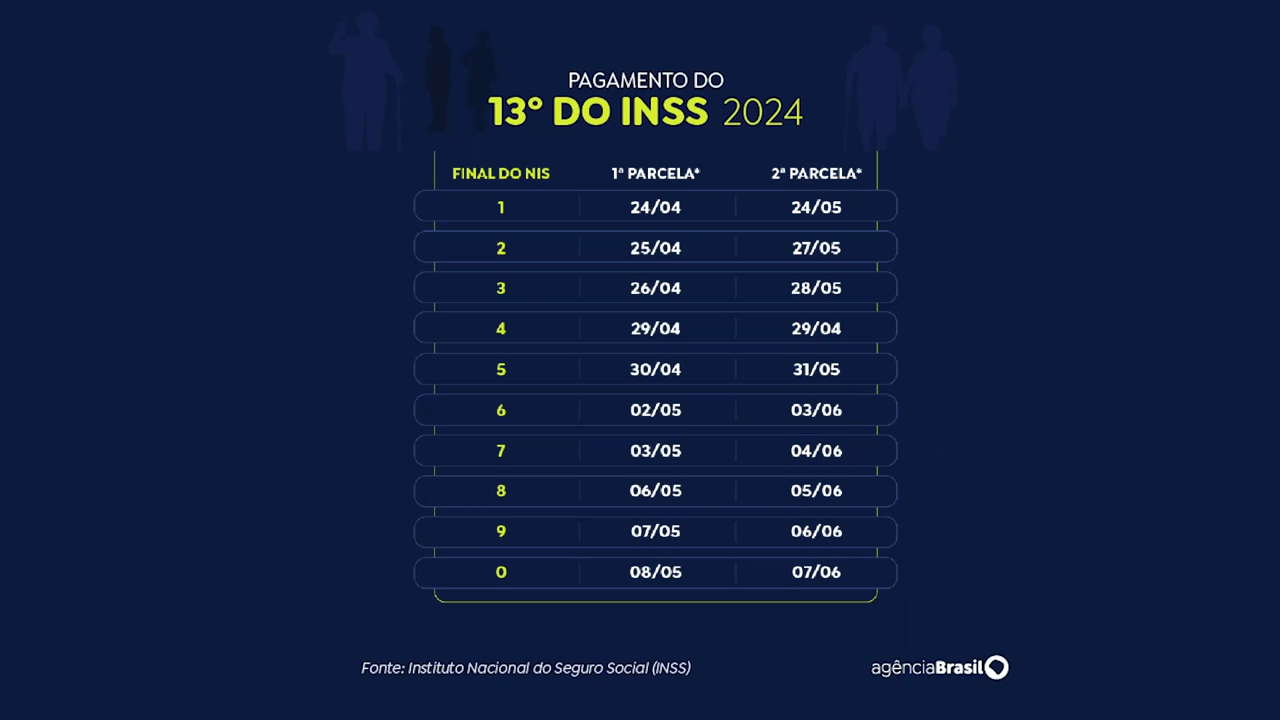 PAGAMENTO DO
13º DO INSS 2024
FINAL DO NIS 1ª PARCELA* 2ª PARCELA*
1 24/04 24/05
2 25/04 27/05
3 26/04 28/05
4 29/04 29/04
5 30/04 31/05
6 02/05 03/06
7 03/05 04/06
8 06/05 05/06
9 07/05 06/06
0 08/05 07/06
Fonte: Instituto Nacional do Seguro Social (INSS)
agênciaBrasil